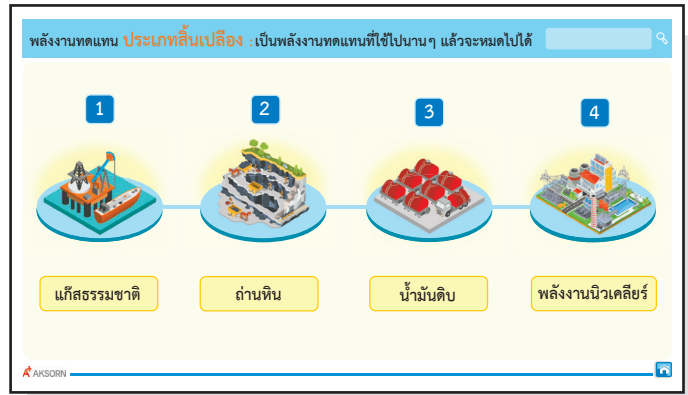 พลังงานทดแทน ประเภทสิ้นเปลือง : เป็นพลังงานทดแทนที่ใช้ไปนาน ๆ แล้วจะหมดไปได้
1 2 3 4
แก๊สธรรมชาติ ถ่านหิน น้ำมันดิบ พลังงานนิวเคลียร์
AKSORN